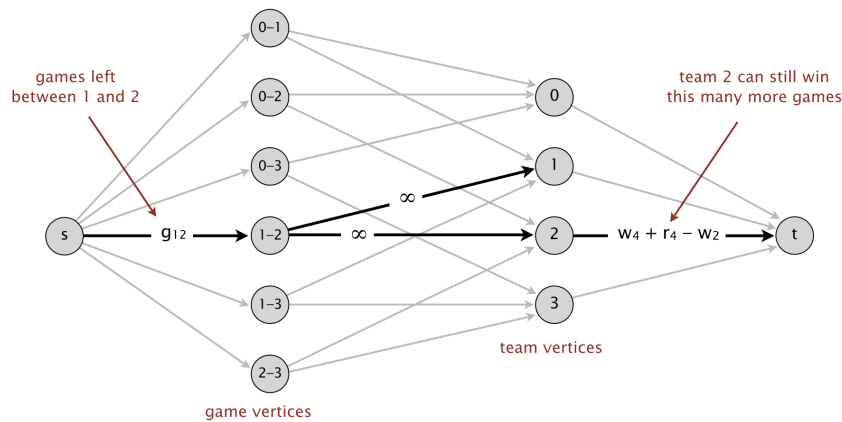 games left
between 1 and 2
team 2 can still win
this many more games
s
g₁₂
0–1
0–2
0–3
1–2
1–3
2–3
∞
∞
0
1
2
3
w₄ + r₄ – w₂
t
team vertices
game vertices